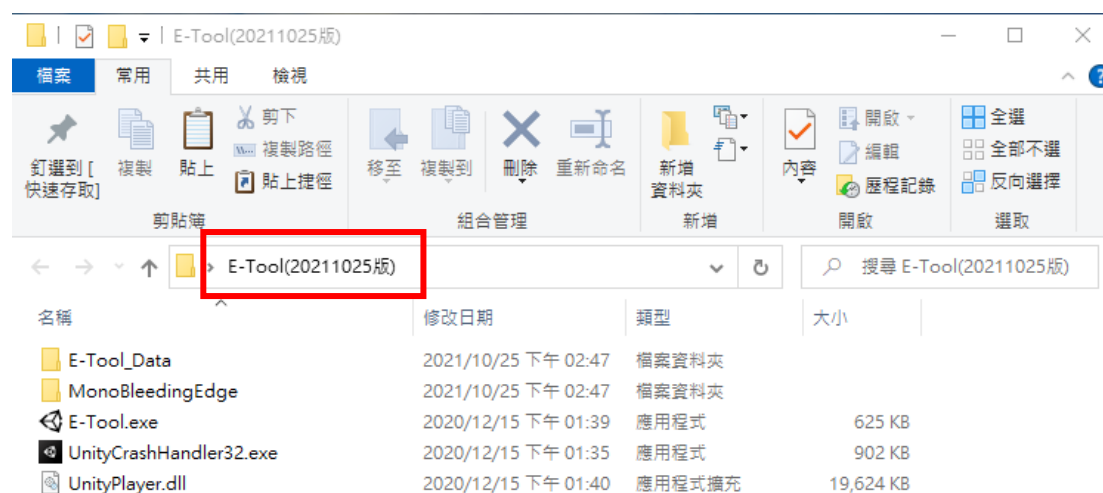 E-Tool(20211025版)
檔案 常用 共用 檢視
釘選到 [
快速存取]
複製
貼上
剪下
複製路徑
貼上捷徑
移至
複製到
刪除
重新命名
新增
資料夾
內容
開啟
編輯
歷程記錄
全選
全部不選
反向選擇
剪貼簿 組合管理 新增 開啟 選取
E-Tool(20211025版) 搜尋 E-Tool(20211025版)
名稱 修改日期 類型 大小
E-Tool_Data 2021/10/25 下午 02:47 檔案資料夾
MonoBleedingEdge 2021/10/25 下午 02:47 檔案資料夾
E-Tool.exe 2020/12/15 下午 01:39 應用程式 625 KB
UnityCrashHandler32.exe 2020/12/15 下午 01:35 應用程式 902 KB
UnityPlayer.dll 2020/12/15 下午 01:40 應用程式擴充 19,624 KB